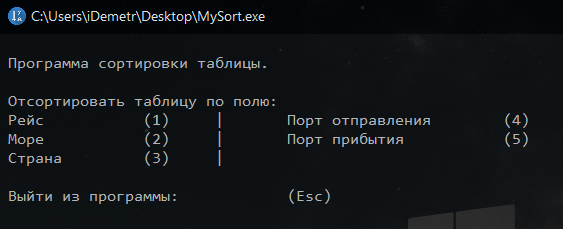 C:\Users\iDemetr\Desktop\MySort.exe
Программа сортировки таблицы.
Отсортировать таблицу по полю:
Рейс (1) | Порт отправления (4)
Море (2) | Порт прибытия (5)
Страна (3) |
Выйти из программы: (Esc)